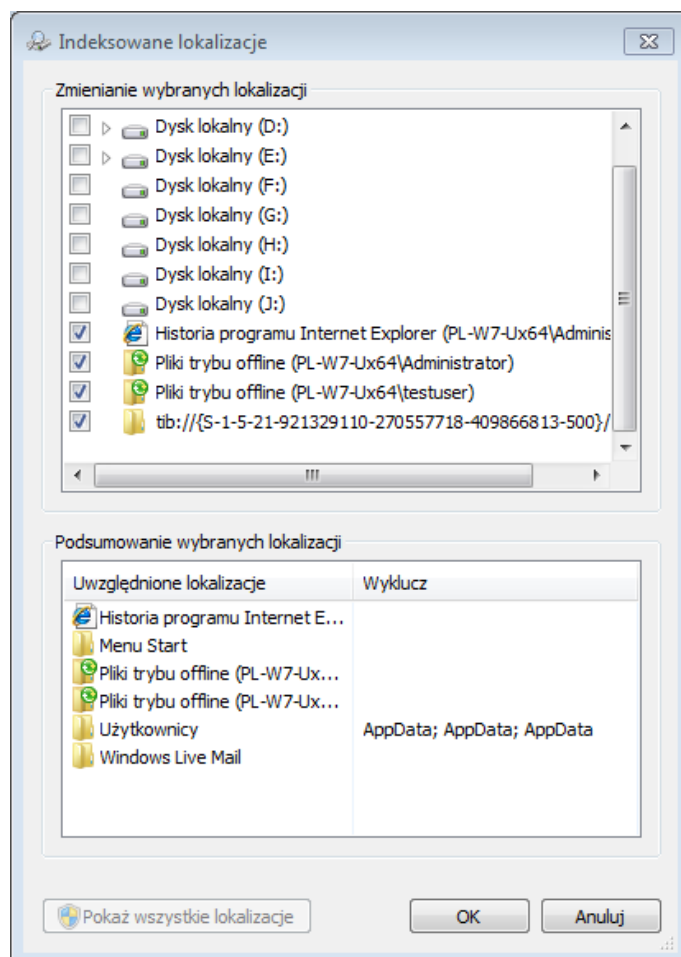 Indeksowane lokalizacje
Zmienianie wybranych lokalizacji
Dysk lokalny (D:)
Dysk lokalny (E:)
Dysk lokalny (F:)
Dysk lokalny (G:)
Dysk lokalny (H:)
Dysk lokalny (I:)
Dysk lokalny (J:)
Historia programu Internet Explorer (PL-W7-Ux64\Adminis
Pliki trybu offline (PL-W7-Ux64\Administrator)
Pliki trybu offline (PL-W7-Ux64\testuser)
tib://{S-1-5-21-921329110-270557718-409866813-500}/
Podsumowanie wybranych lokalizacji
Uwzględnione lokalizacje Wyklucz
Historia programu Internet E...
Menu Start
Pliki trybu offline (PL-W7-Ux...
Pliki trybu offline (PL-W7-Ux...
Użytkownicy AppData; AppData; AppData
Windows Live Mail
Pokaż wszystkie lokalizacje OK Anuluj